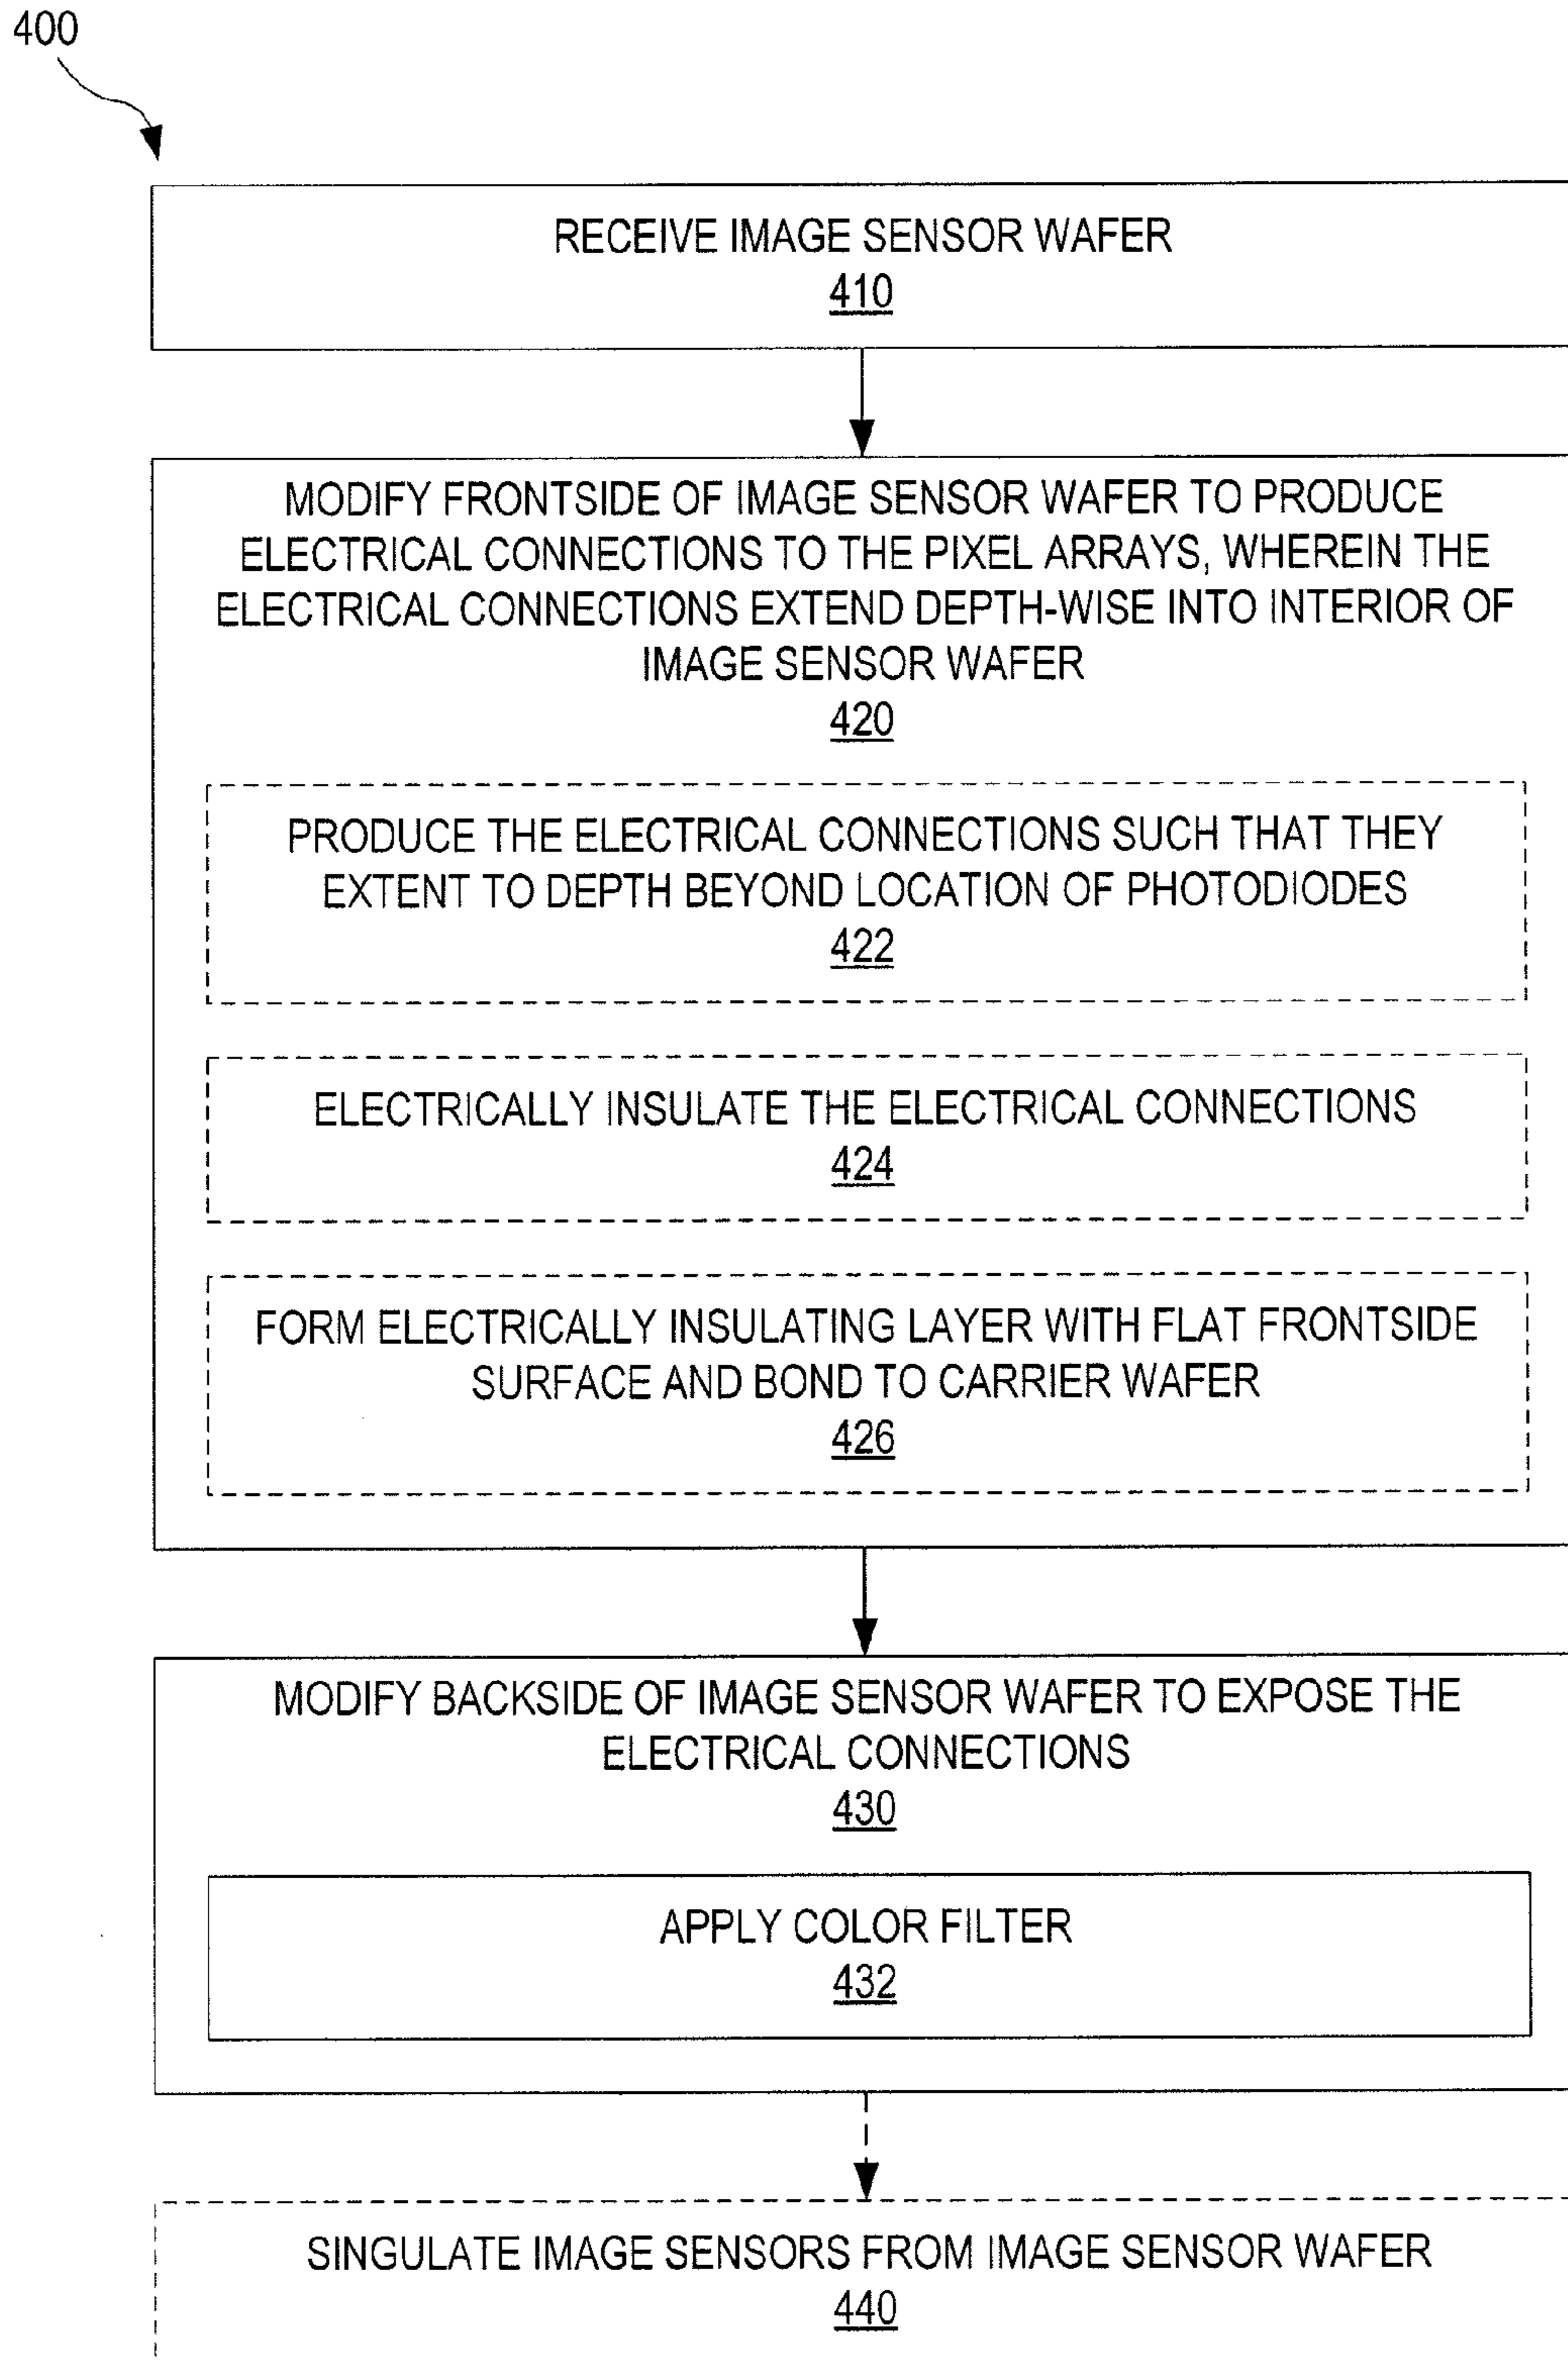 400
RECEIVE IMAGE SENSOR WAFER
410
MODIFY FRONTSIDE OF IMAGE SENSOR WAFER TO PRODUCE
ELECTRICAL CONNECTIONS TO THE PIXEL ARRAYS, WHEREIN THE
ELECTRICAL CONNECTIONS EXTEND DEPTH-WISE INTO INTERIOR OF
IMAGE SENSOR WAFER
420
PRODUCE THE ELECTRICAL CONNECTIONS SUCH THAT THEY
EXTENT TO DEPTH BEYOND LOCATION OF PHOTODIODES
422
ELECTRICALLY INSULATE THE ELECTRICAL CONNECTIONS
424
FORM ELECTRICALLY INSULATING LAYER WITH FLAT FRONTSIDE
SURFACE AND BOND TO CARRIER WAFER
426
MODIFY BACKSIDE OF IMAGE SENSOR WAFER TO EXPOSE THE
ELECTRICAL CONNECTIONS
430
APPLY COLOR FILTER
432
SINGULATE IMAGE SENSORS FROM IMAGE SENSOR WAFER
440